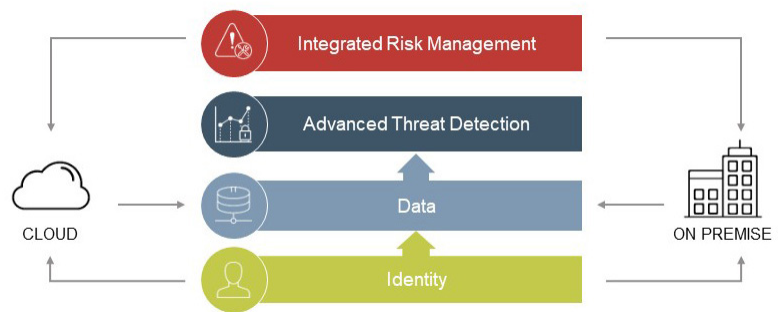 Integrated Risk Management
Advanced Threat Detection
Data
CLOUD
ON PREMISE
Identity